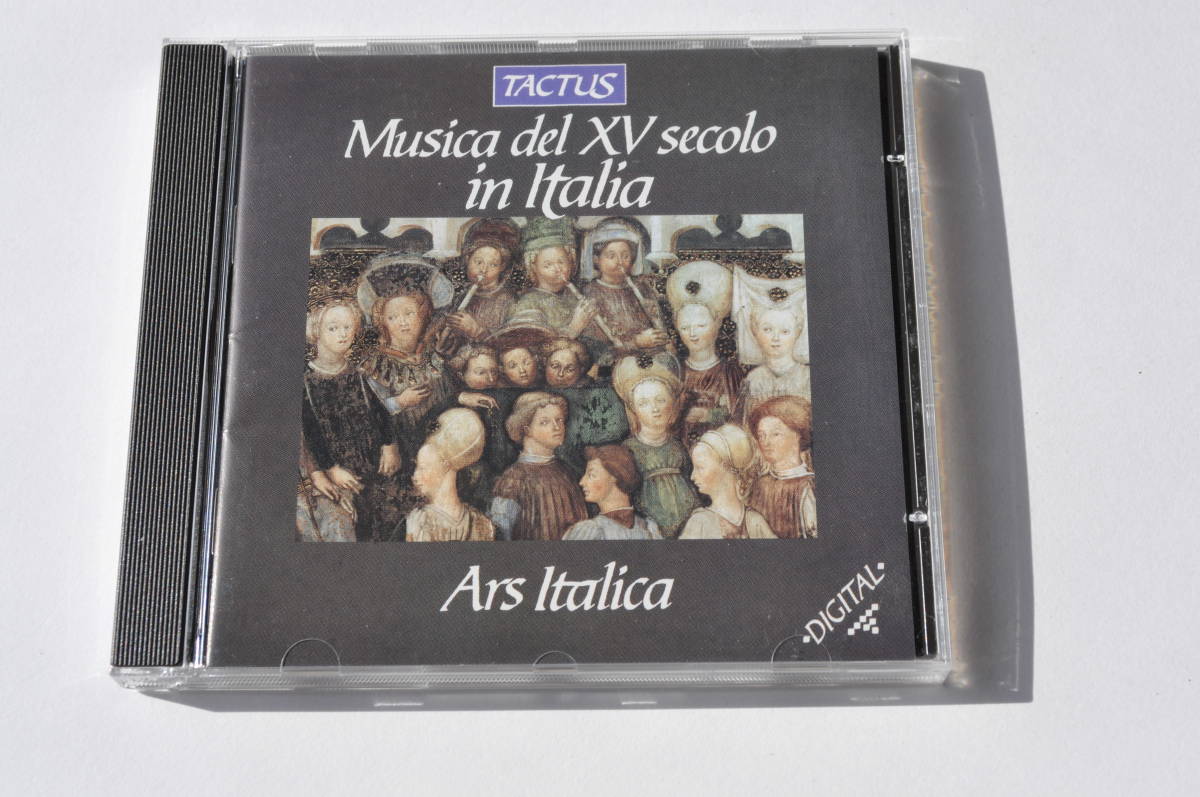 TACTUS
Musica del XV secolo
in Italia
Ars Italica
•DIGITAL•